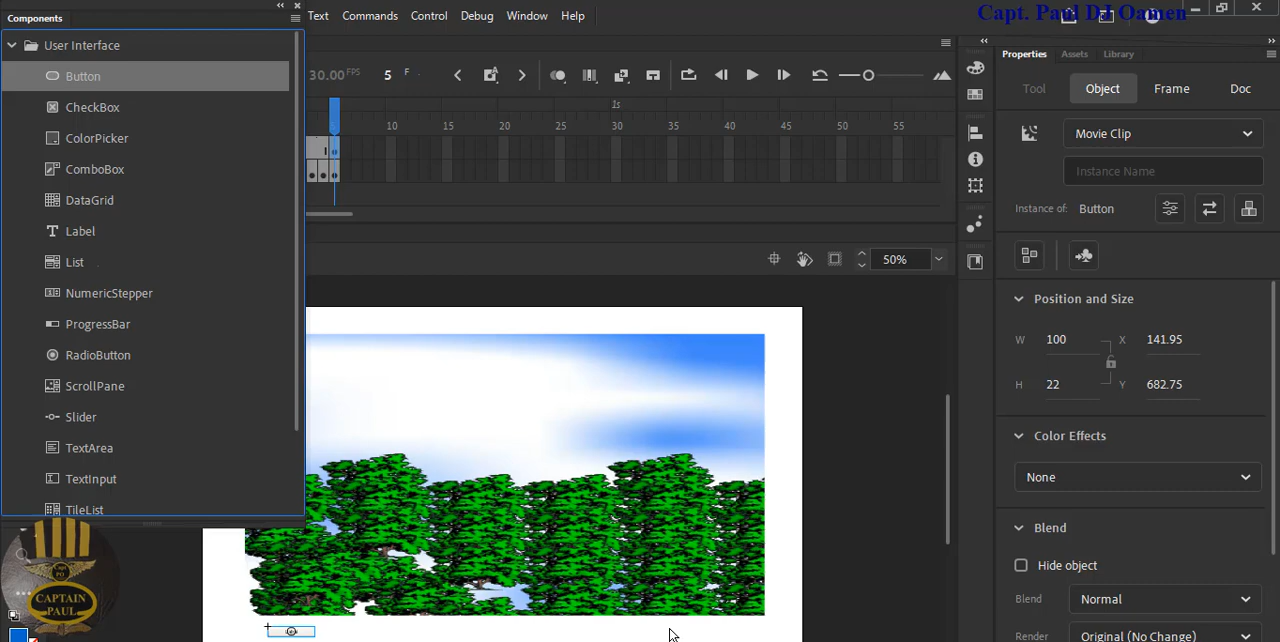 Components
Text Commands Control Debug Window Help
Capt. Paul DJ Oamen
User Interface
Button
CheckBox
ColorPicker
ComboBox
DataGrid
Label
List
NumericStepper
ProgressBar
RadioButton
ScrollPane
Slider
TextArea
TextInput
TileList
30.00 FPS 5 F
1s
10 15 20 25 30 35 40 45 50 55
50%
Properties Assets Library
Tool Object Frame Doc
Movie Clip
Instance Name
Instance of: Button
Position and Size
W 100 X 141.95
H 22 Y 682.75
Color Effects
None
Blend
Hide object
Blend Normal
Render Original (No Change)
Capt
PO
CAPTAIN
PAUL